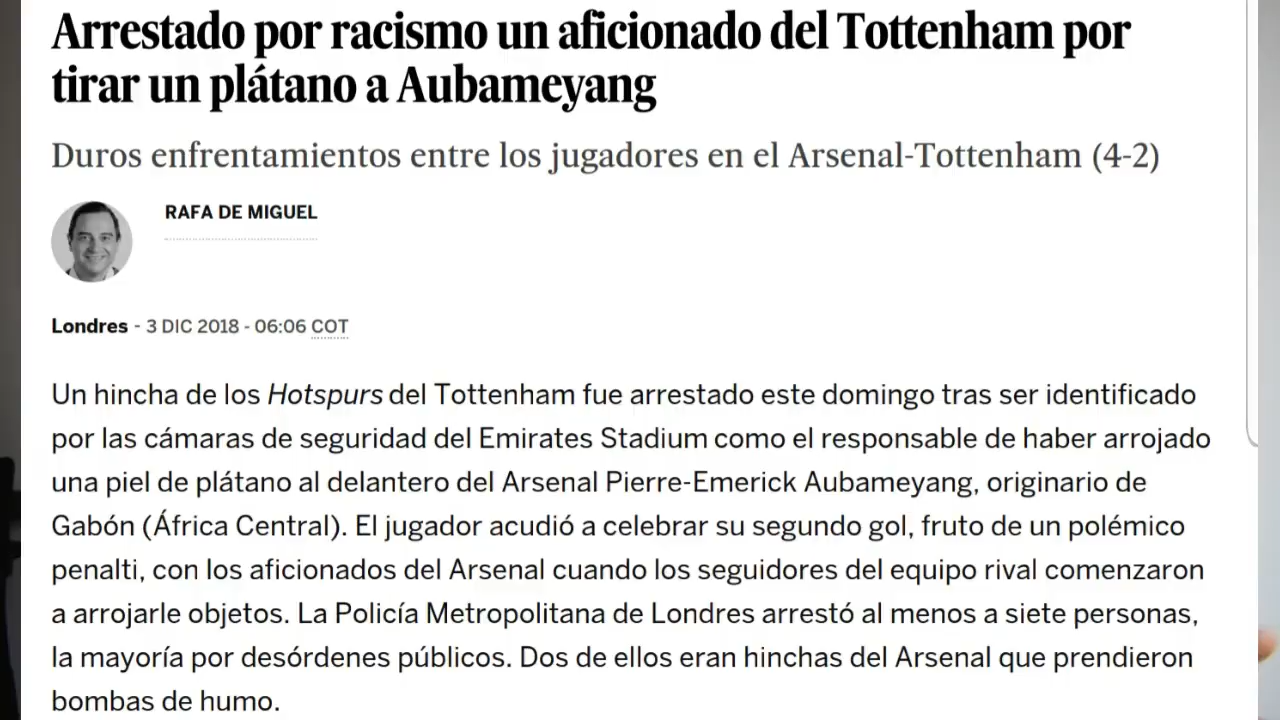 Arrestado por racismo un aficionado del Tottenham por
tirar un plátano a Aubameyang
Duros enfrentamientos entre los jugadores en el Arsenal-Tottenham (4-2)
RAFA DE MIGUEL
Londres - 3 DIC 2018 - 06:06 COT
Un hincha de los Hotspurs del Tottenham fue arrestado este domingo tras ser identificado
por las cámaras de seguridad del Emirates Stadium como el responsable de haber arrojado
una piel de plátano al delantero del Arsenal Pierre-Emerick Aubameyang, originario de
Gabón (África Central). El jugador acudió a celebrar su segundo gol, fruto de un polémico
penalti, con los aficionados del Arsenal cuando los seguidores del equipo rival comenzaron
a arrojarle objetos. La Policía Metropolitana de Londres arrestó al menos a siete personas,
la mayoría por desórdenes públicos. Dos de ellos eran hinchas del Arsenal que prendieron
bombas de humo.